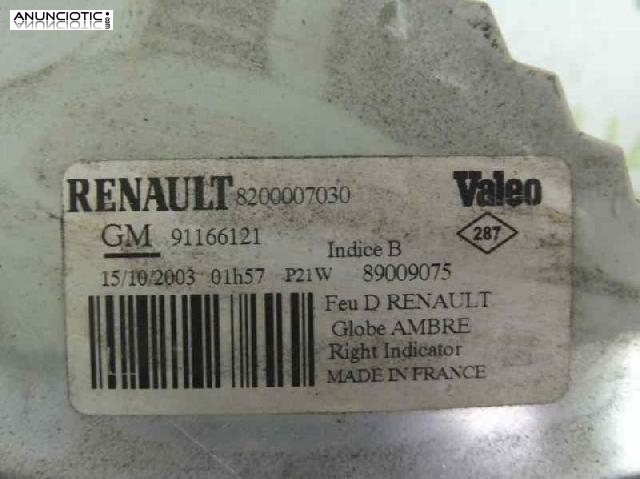 ANUNCIOTIC.com
RENAULT 8200007030 Valeo
GM 91166121 Indice B 287
15/10/2003 01h57 P21W 89009075
Feu D RENAULT
Globe AMBRE
Right Indicator
MADE IN FRANCE